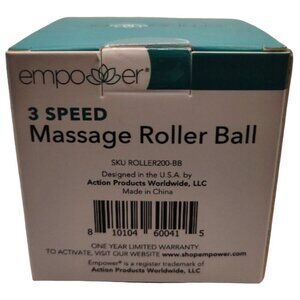 empower®
3 SPEED
Massage Roller Ball
SKU ROLLER200-BB
Designed in the U.S.A. by
Action Products Worldwide, LLC
Made in China
8 10104 60041 5
ONE YEAR LIMITED WARRANTY.
TO ACTIVATE, VISIT OUR WEBSITE www.shopempower.com
Empower® is a register trademark of
Action Products Worldwide, LLC